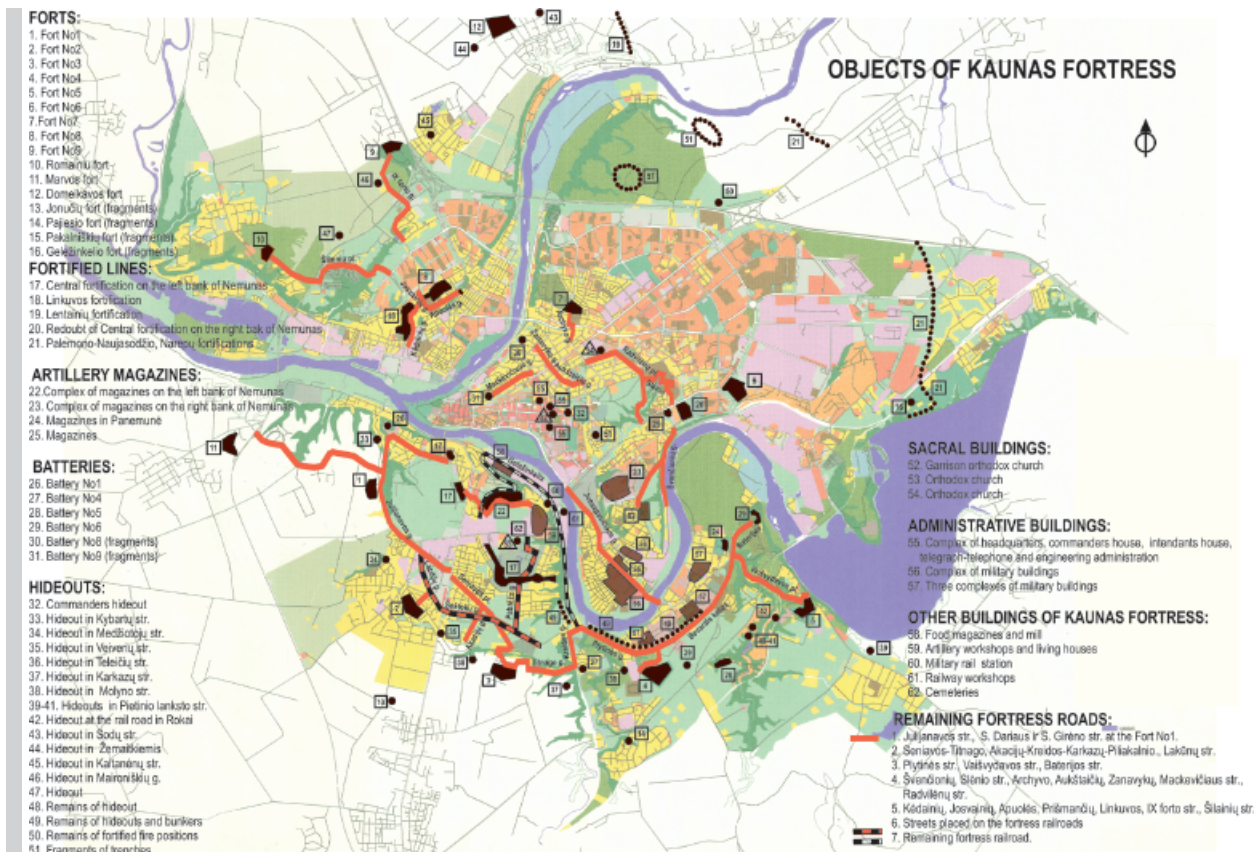 FORTS:
1. Fort No1
2. Fort No2
3. Fort No3
4. Fort No4
5. Fort No5
6. Fort No6
7.Fort No7
8. Fort No8
9. Fort No9
10. Romainių fort
11. Marvos fort
12. Domeikavos fort
13. Jonučių fort (fragments)
14. Pajiesio fort (fragments)
15. Pakalniškių fort (fragments)
16. Geležinkelio fort (fragments)
FORTIFIED LINES:
17. Central fortification on the left bank of Nemunas
18. Linkuvos fortification
19. Lentainių fortification
20. Redoubt of Central fortification on the right bak of Nemunas
21. Palemono-Naujasodžio, Narėpų fortifications
ARTILLERY MAGAZINES:
22.Complex of magazines on the left bank of Nemunas
23. Complex of magazines on the right bank of Nemunas
24. Magazines in Panemunė
25. Magazines
BATTERIES:
26. Battery No1
27. Battery No4
28. Battery No5
29. Battery No6
30. Battery No8 (fragments)
31. Battery No9 (fragments)
HIDEOUTS:
32. Commanders hideout
33. Hideout in Kybartų str.
34. Hideout in Medžiotojų str.
35. Hideout in Veiverių str.
36. Hideout in Teleičių str.
37. Hideout in Karkazų str.
38. Hideout in Molyno str.
39-41. Hideouts in Pietinio lanksto str.
42. Hideout at the rail road in Rokai
43. Hideout in Sodų str.
44. Hideout in Žemaitkiemis
45. Hideout in Kaltanėnų str.
46. Hideout in Maironiškių g.
47. Hideout
48. Remains of hideout
49. Remains of hideouts and bunkers
50. Remains of fortified fire positions
51. Fragments of trenches
OBJECTS OF KAUNAS FORTRESS
SACRAL BUILDINGS:
52. Garrison orthodox church
53. Orthodox church
54. Orthodox church
ADMINISTRATIVE BUILDINGS:
55. Complex of headquarters, commanders house, intendants house,
telegraph-telephone and engineering administration
56. Complex of military buildings
57. Three complexes of military buildings
OTHER BUILDINGS OF KAUNAS FORTRESS:
58. Food magazines and mill
59. Artillery workshops and living houses
60. Military rail station
61. Railway workshops
62. Cemeteries
REMAINING FORTRESS ROADS:
1. Julijanavos str., S. Dariaus ir S. Girėno str. at the Fort No1.
2. Seniavos-Titnago, Akacijų-Kreidos-Karkazų-Piliakalnio., Lakūnų str.
3. Plytinės str., Vaišvydavos str., Baterijos str.
4. Švenčionių, Slėnio str., Archyvo, Aukštaičių, Zanavykų, Mackevičiaus str.,
Radvilėnų str.
5. Kėdainių, Josvainių, Apuolės, Prišmančių, Linkuvos, IX forto str., Šilainių str.
6. Streets placed on the fortress railroads
7. Remaining fortress railroad.